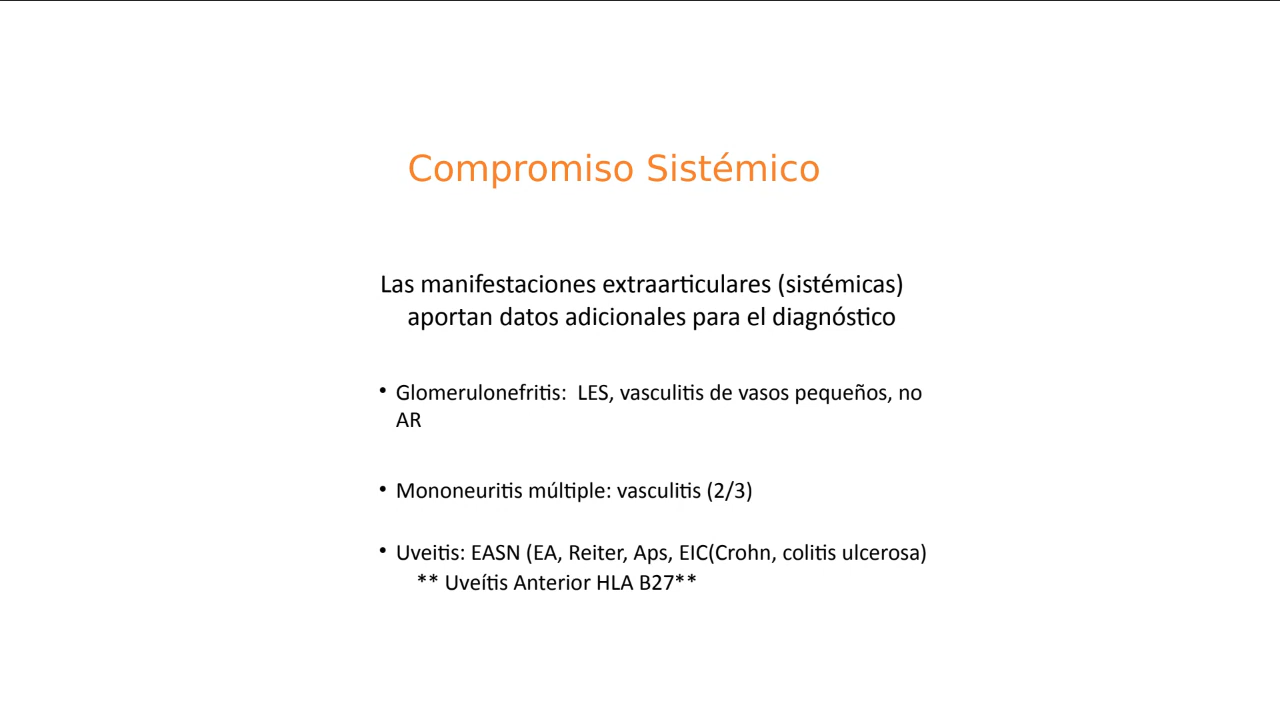 Compromiso Sistémico
Las manifestaciones extraarticulares (sistémicas)
aportan datos adicionales para el diagnóstico
• Glomerulonefritis:  LES, vasculitis de vasos pequeños, no
AR
• Mononeuritis múltiple: vasculitis (2/3)
• Uveitis: EASN (EA, Reiter, Aps, EIC(Crohn, colitis ulcerosa)
** Uveítis Anterior HLA B27**